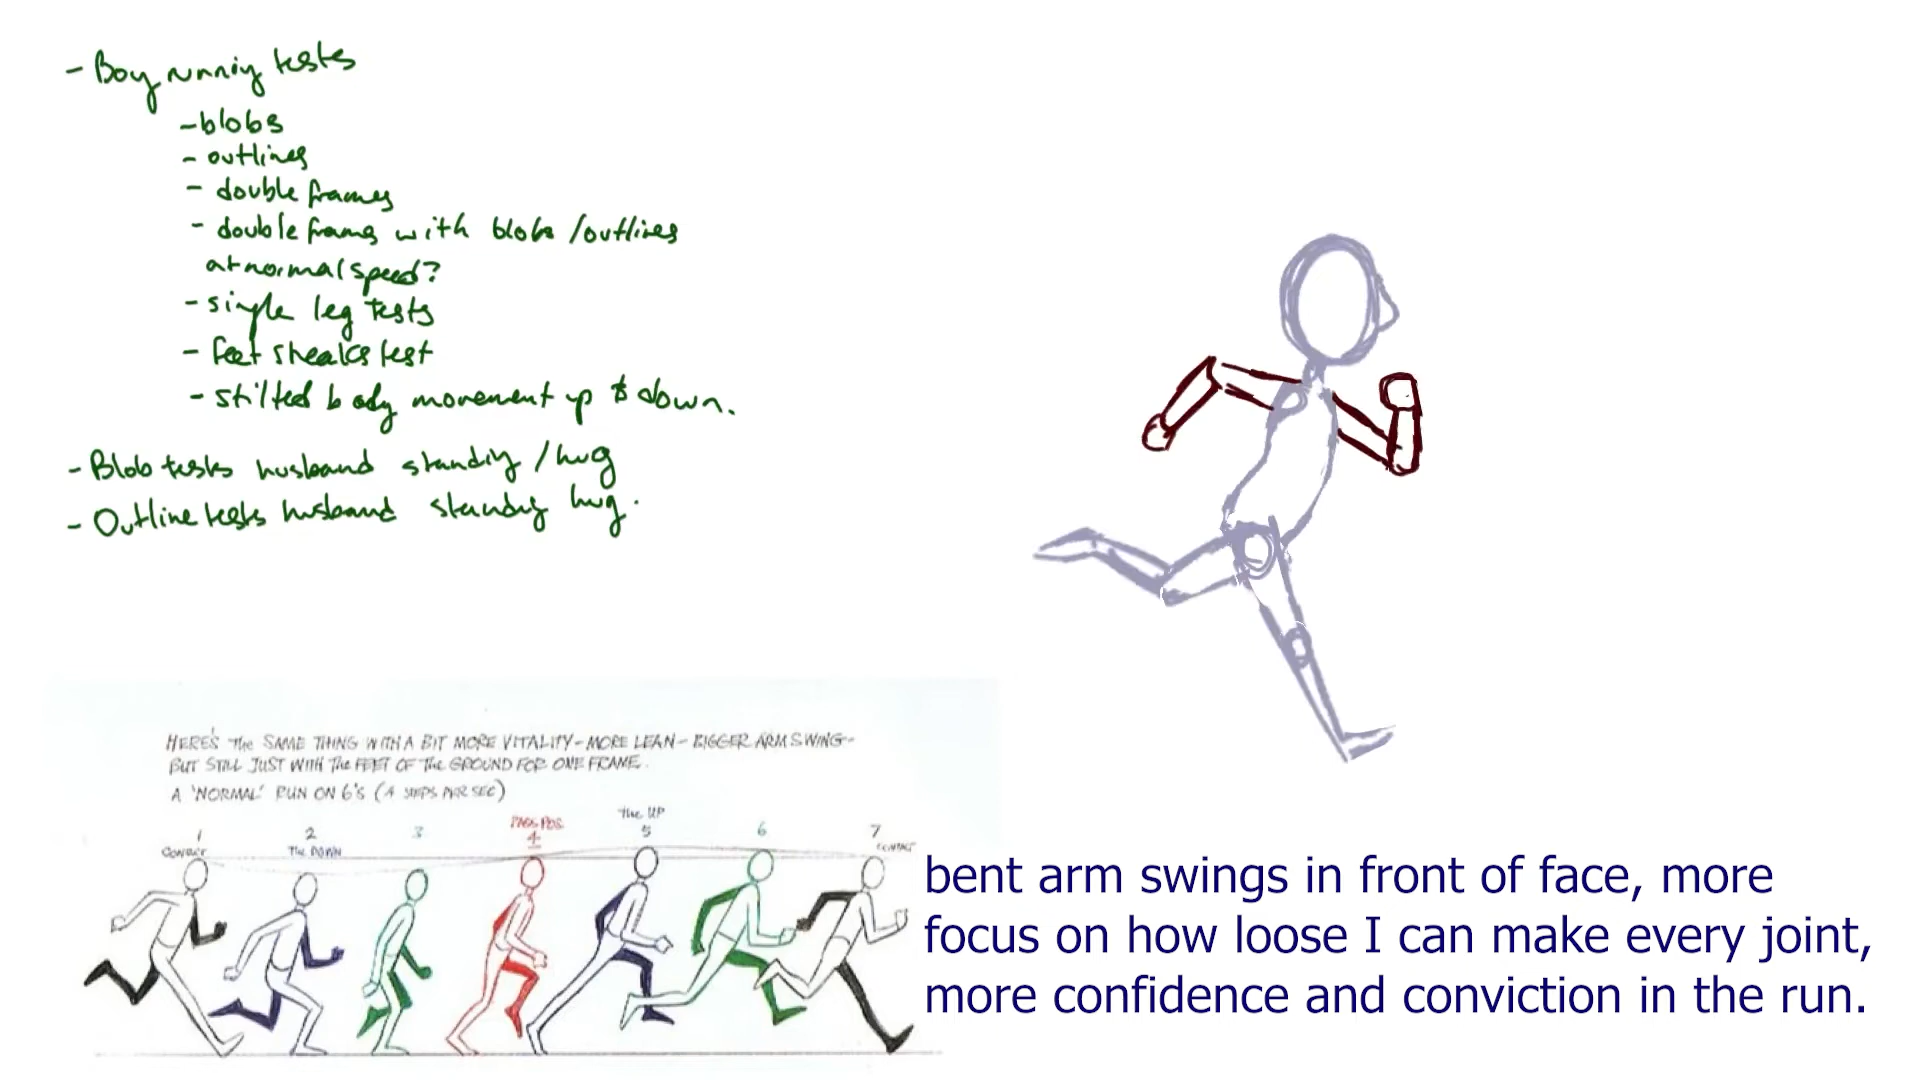 - Boy running tests
- blobs
- outlines
- double frames
- double frames with blobs / outlines
at normal speed?
- single leg tests
- feet streaks test
- stilted body movement up & down.
- Blob tests husband standing / hug
- Outline tests husband standing hug.
HERE'S THE SAME THING WITH A BIT MORE VITALITY - MORE LEAN - BIGGER ARM SWING -
BUT STILL JUST WITH THE FEET OF THE GROUND FOR ONE FRAME.
A 'NORMAL' RUN ON 6'S (4 STEPS PER SEC)
1 2 3 PASS POS 4 THE UP 5 6 7
CONTACT THE DOWN CONTACT
bent arm swings in front of face, more
focus on how loose I can make every joint,
more confidence and conviction in the run.